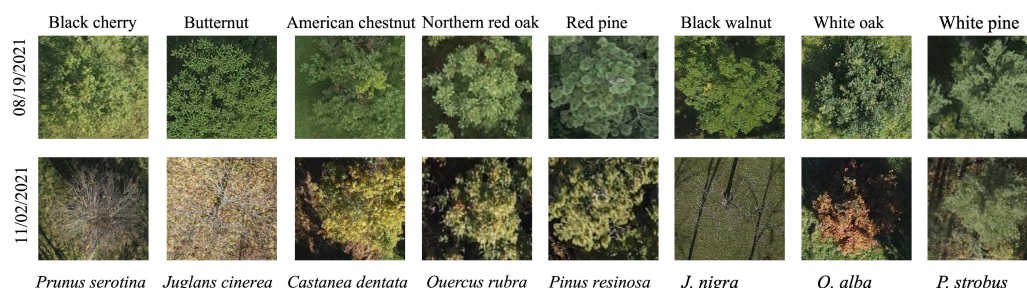 Black cherry Butternut American chestnut Northern red oak Red pine Black walnut White oak White pine
08/19/2021
11/02/2021
Prunus serotina Juglans cinerea Castanea dentata Quercus rubra Pinus resinosa J. nigra Q. alba P. strobus